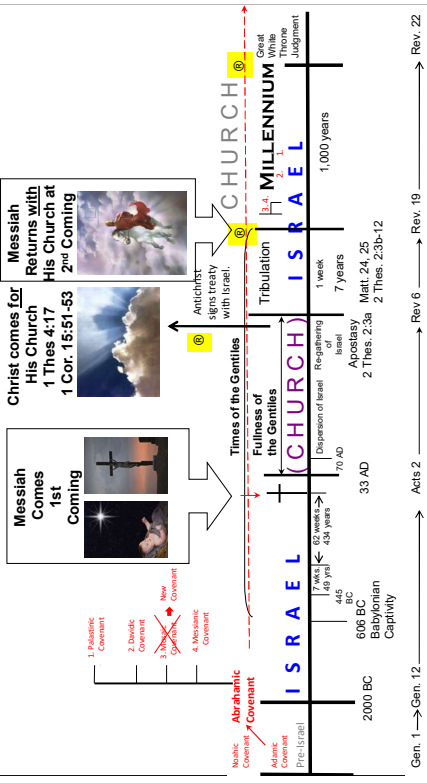 Messiah
Comes
1st
Coming
Christ comes for
His Church
1 Thes 4:17
1 Cor. 15:51-53
Messiah
Returns with
His Church at
2nd Coming
1. Palastinic
Covenant
2. Davidic
Covenant
3. Mosaic
Covenant
New
Covenant
4. Messianic
Covenant
Abrahamic
Covenant
Noahic
Covenant
Adamic
Covenant
Pre-Israel
Times of the Gentiles
Fullness of
the Gentiles
®
Antichrist
signs treaty
with Israel.
®
CHURCH
®
Tribulation
3. 4.
MILLENNIUM
2. 1.
Great
White
Throne
Judgment
ISRAEL
(CHURCH)
ISRAEL
7 wks.
49 yrs
62 weeks
434 years
Dispersion of Israel
Re-gathering of
Israel
1 week
7 years
1,000 years
2000 BC
606 BC
Babylonian
Captivity
445
BC
33 AD
70 AD
Apostasy
2 Thes. 2:3a
Matt. 24, 25
2 Thes. 2:3b-12
Gen. 1
Gen. 12
Acts 2
Rev 6
Rev. 19
Rev. 22